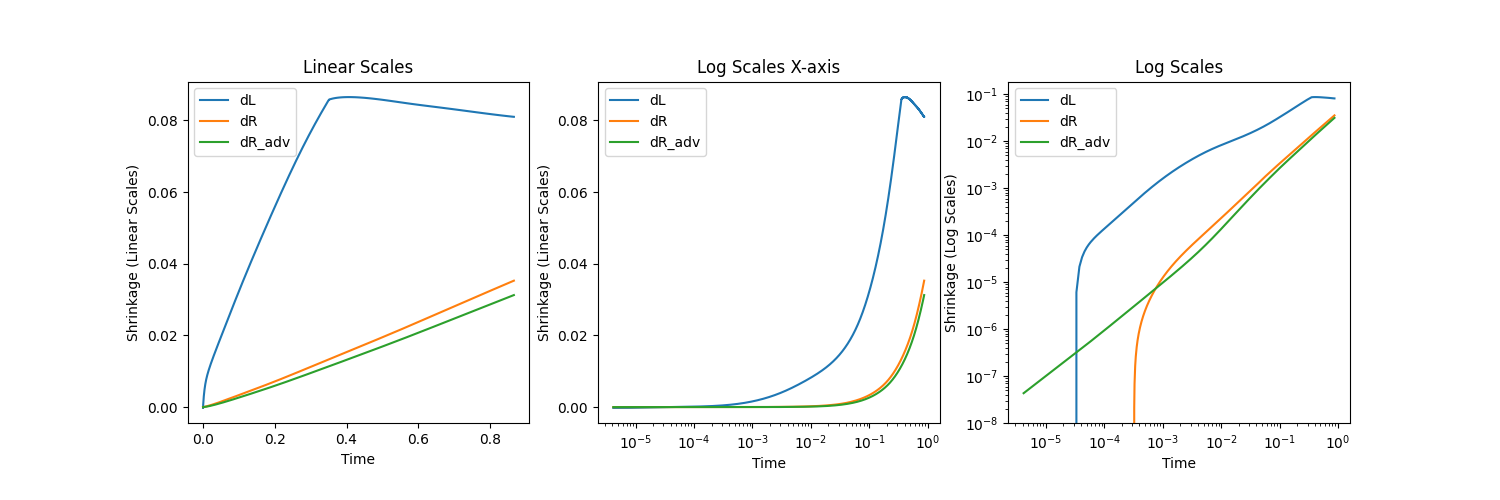 Linear Scales
Shrinkage (Linear Scales)
0.08
0.06
0.04
0.02
0.00
dL
dR
dR_adv
0.0 0.2 0.4 0.6 0.8
Time
Log Scales X-axis
Shrinkage (Linear Scales)
0.08
0.06
0.04
0.02
0.00
dL
dR
dR_adv
10⁻⁵ 10⁻⁴ 10⁻³ 10⁻² 10⁻¹ 10⁰
Time
Log Scales
Shrinkage (Log Scales)
10⁻¹
10⁻²
10⁻³
10⁻⁴
10⁻⁵
10⁻⁶
10⁻⁷
10⁻⁸
dL
dR
dR_adv
10⁻⁵ 10⁻⁴ 10⁻³ 10⁻² 10⁻¹ 10⁰
Time